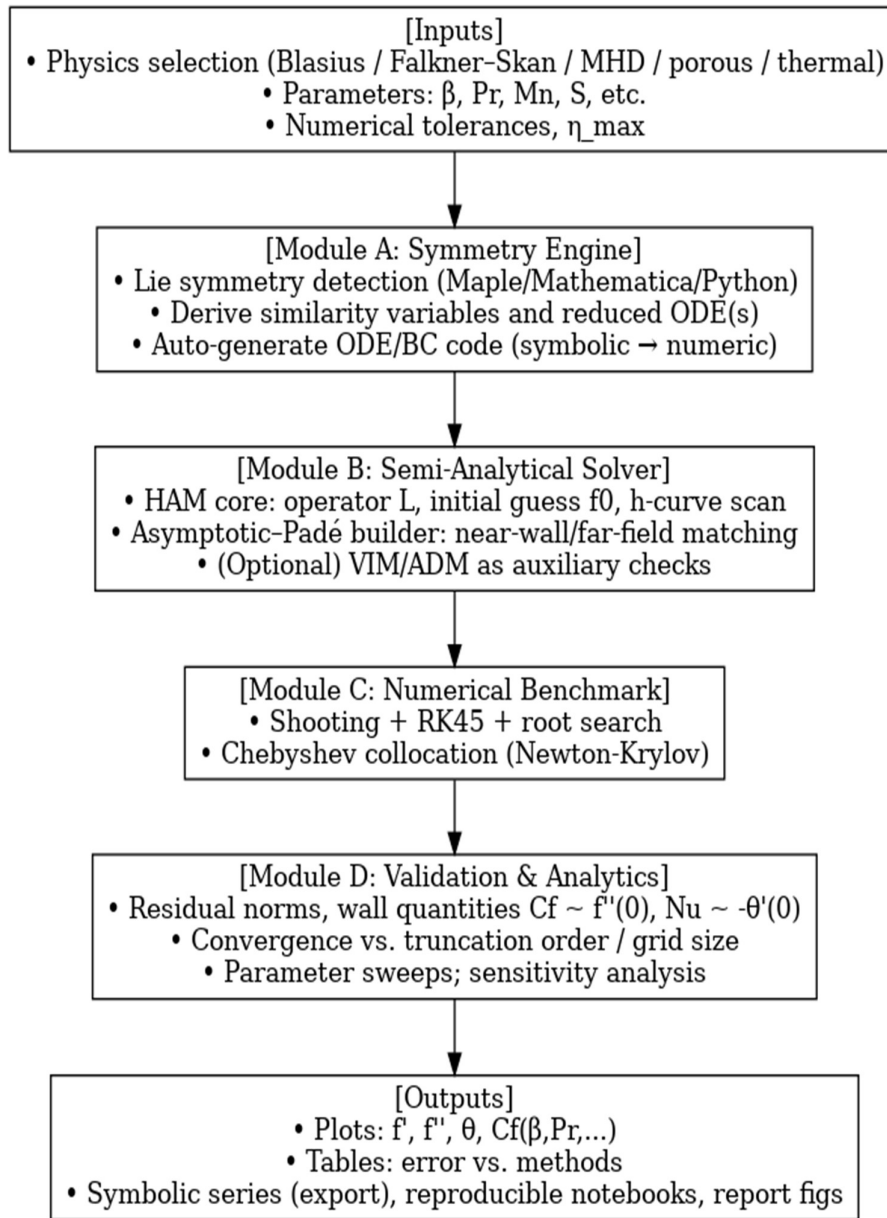 [Inputs]
• Physics selection (Blasius / Falkner–Skan / MHD / porous / thermal)
• Parameters: β, Pr, Mn, S, etc.
• Numerical tolerances, η_max
[Module A: Symmetry Engine]
• Lie symmetry detection (Maple/Mathematica/Python)
• Derive similarity variables and reduced ODE(s)
• Auto-generate ODE/BC code (symbolic → numeric)
[Module B: Semi-Analytical Solver]
• HAM core: operator L, initial guess f0, h-curve scan
• Asymptotic–Padé builder: near-wall/far-field matching
• (Optional) VIM/ADM as auxiliary checks
[Module C: Numerical Benchmark]
• Shooting + RK45 + root search
• Chebyshev collocation (Newton-Krylov)
[Module D: Validation & Analytics]
• Residual norms, wall quantities Cf ~ f''(0), Nu ~ -θ'(0)
• Convergence vs. truncation order / grid size
• Parameter sweeps; sensitivity analysis
[Outputs]
• Plots: f', f'', θ, Cf(β,Pr,...)
• Tables: error vs. methods
• Symbolic series (export), reproducible notebooks, report figs